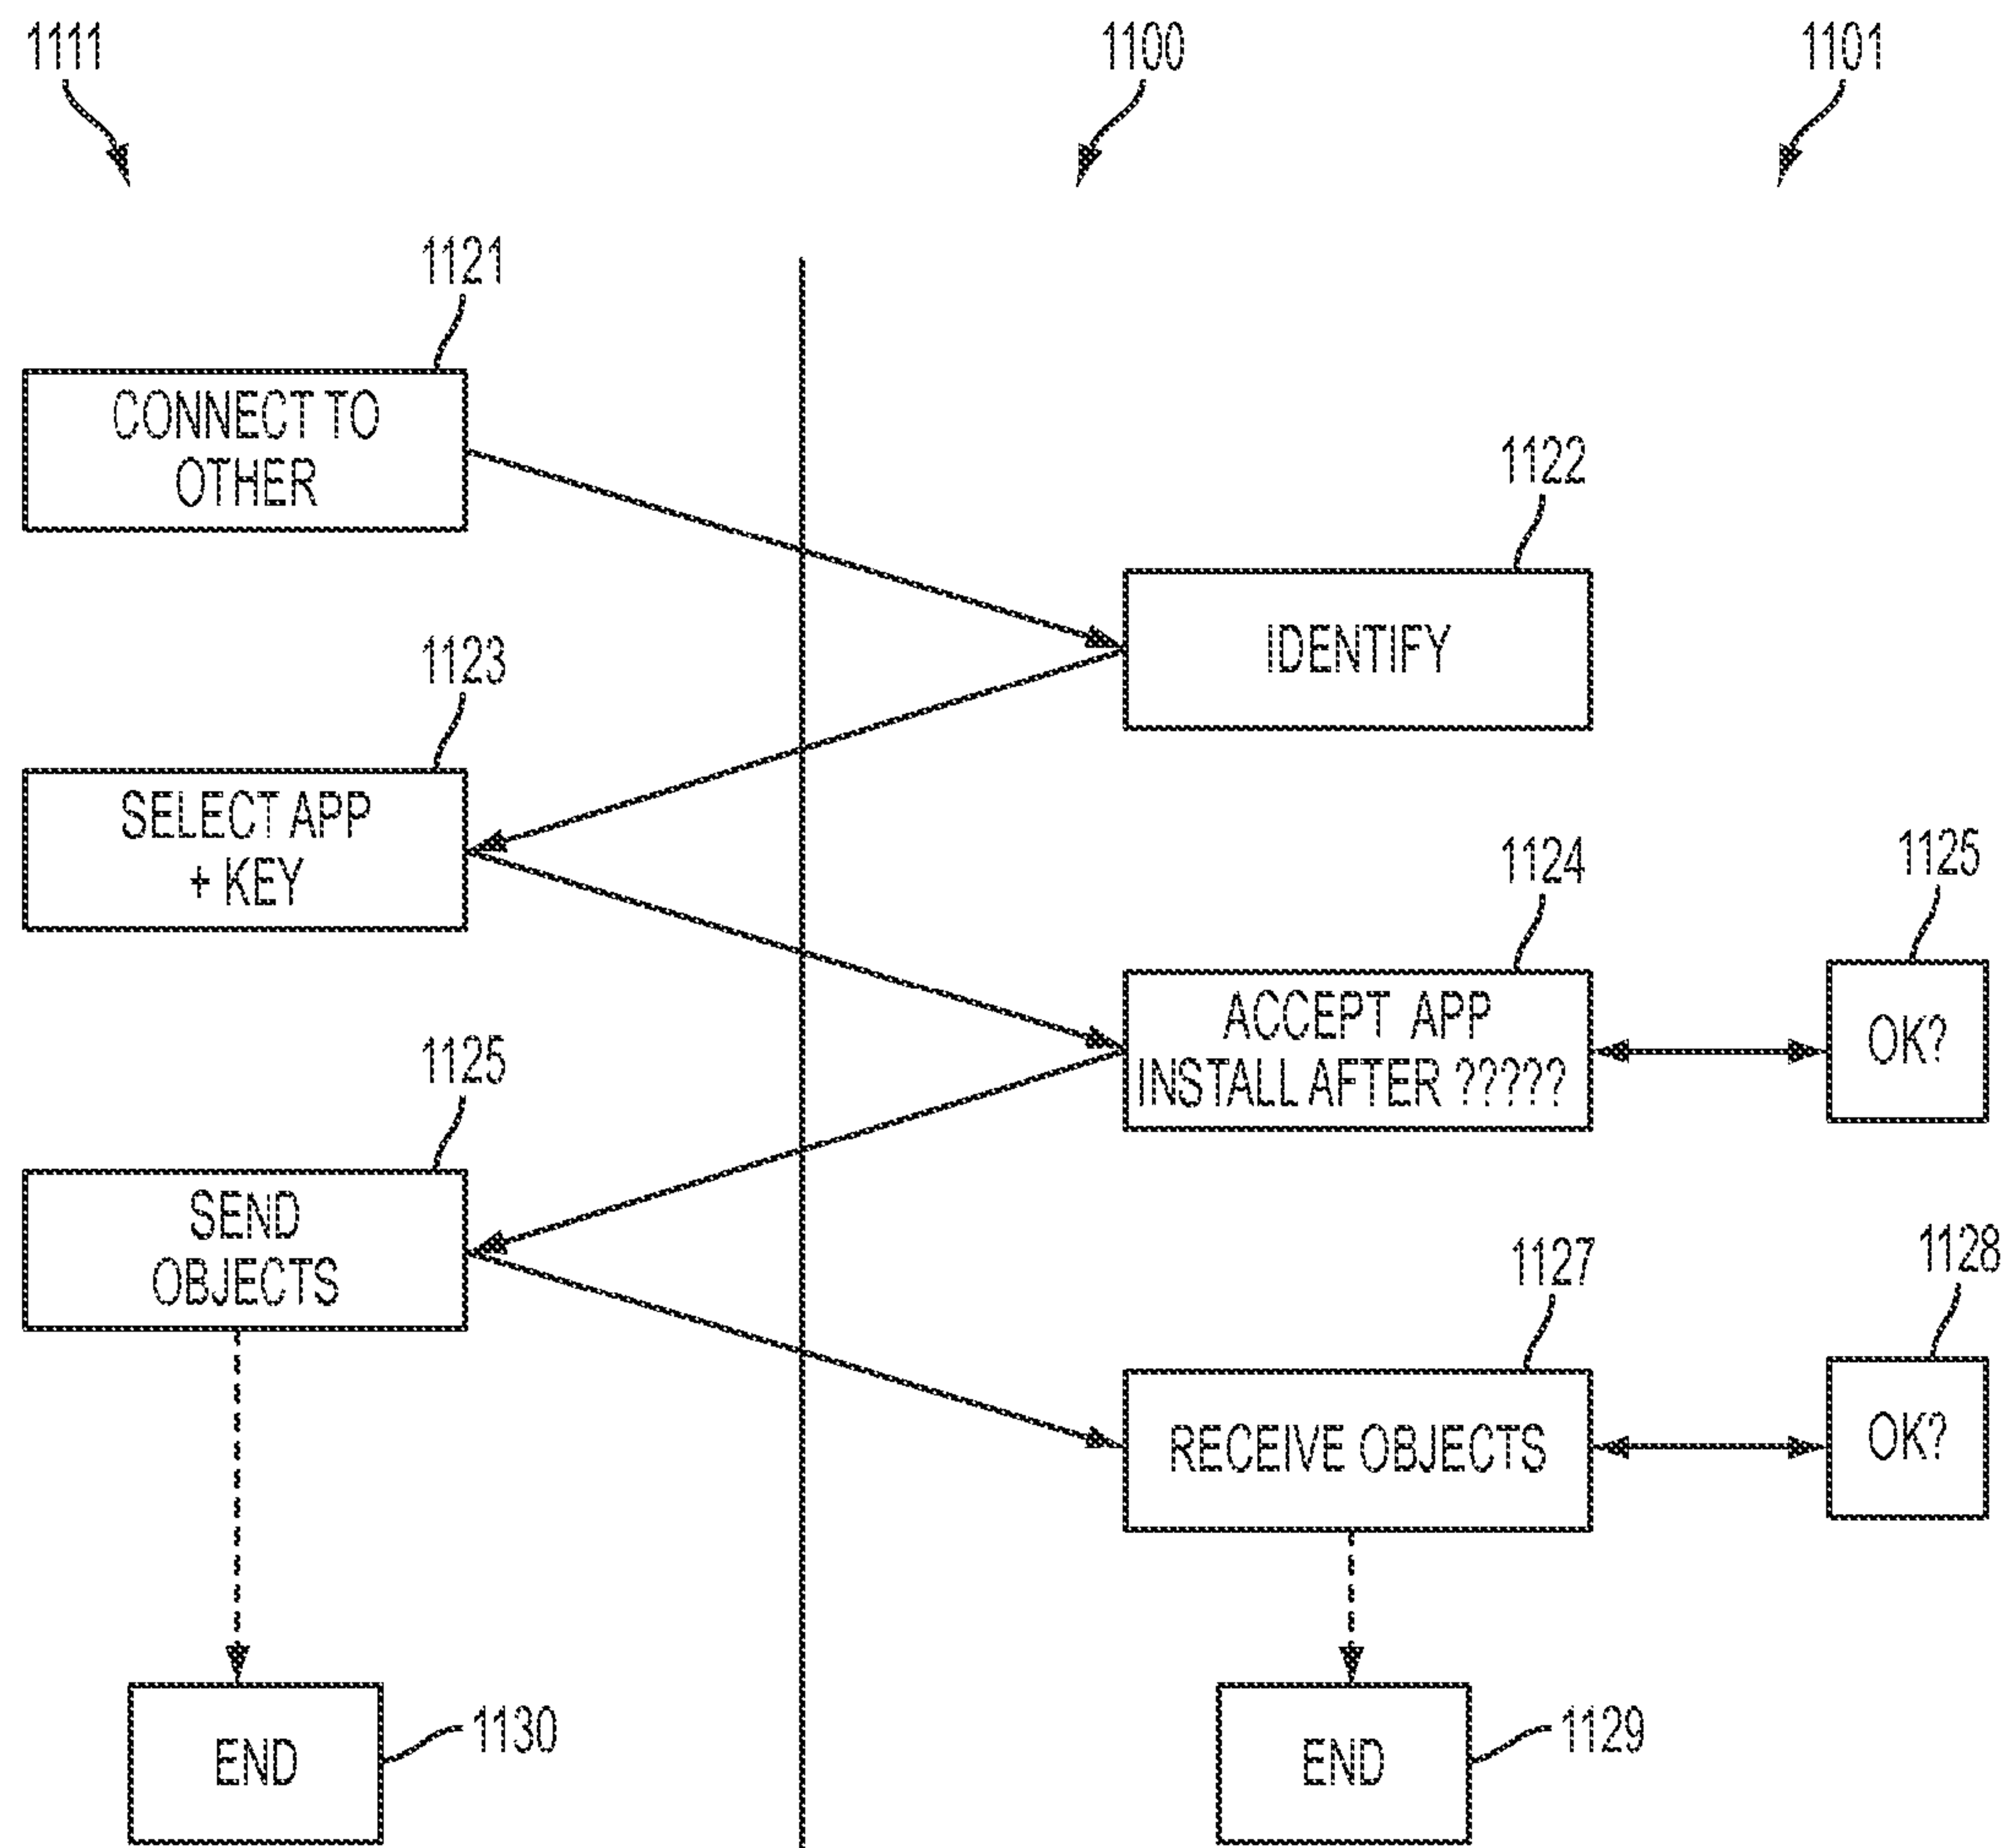 1111
1100
1101
1121
CONNECT TO
OTHER
1122
IDENTIFY
1123
SELECT APP
+ KEY
1124
ACCEPT APP
INSTALL AFTER ?????
1125
OK?
1125
SEND
OBJECTS
1127
RECEIVE OBJECTS
1128
OK?
END
1130
END
1129